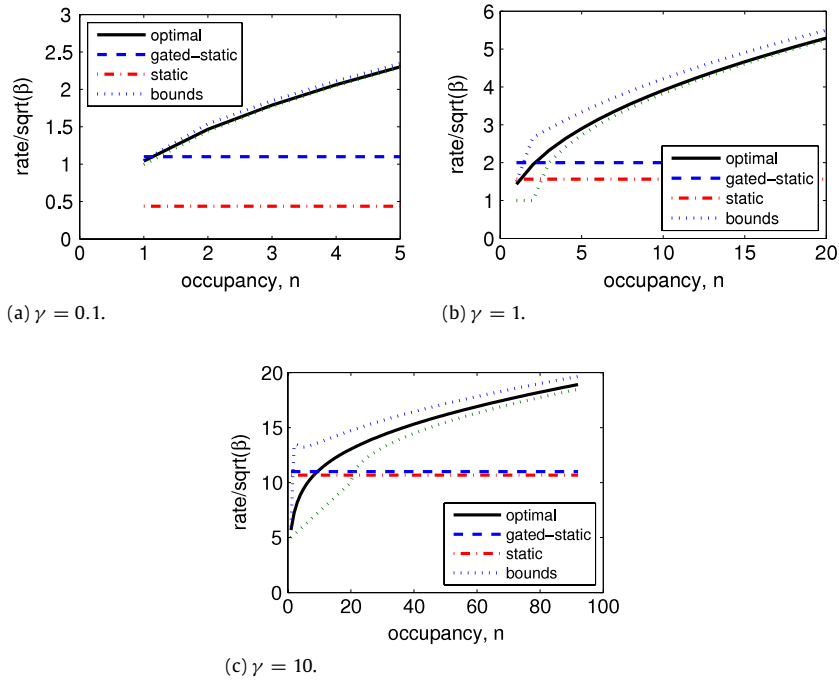 3
2.5
2
1.5
1
0.5
0
optimal
gated–static
static
bounds
rate/sqrt(β)
0 1 2 3 4 5
occupancy, n
(a) γ = 0.1.
6
5
4
3
2
1
0
optimal
gated–static
static
bounds
rate/sqrt(β)
0 5 10 15 20
occupancy, n
(b) γ = 1.
20
15
10
5
0
optimal
gated–static
static
bounds
rate/sqrt(β)
0 20 40 60 80 100
occupancy, n
(c) γ = 10.